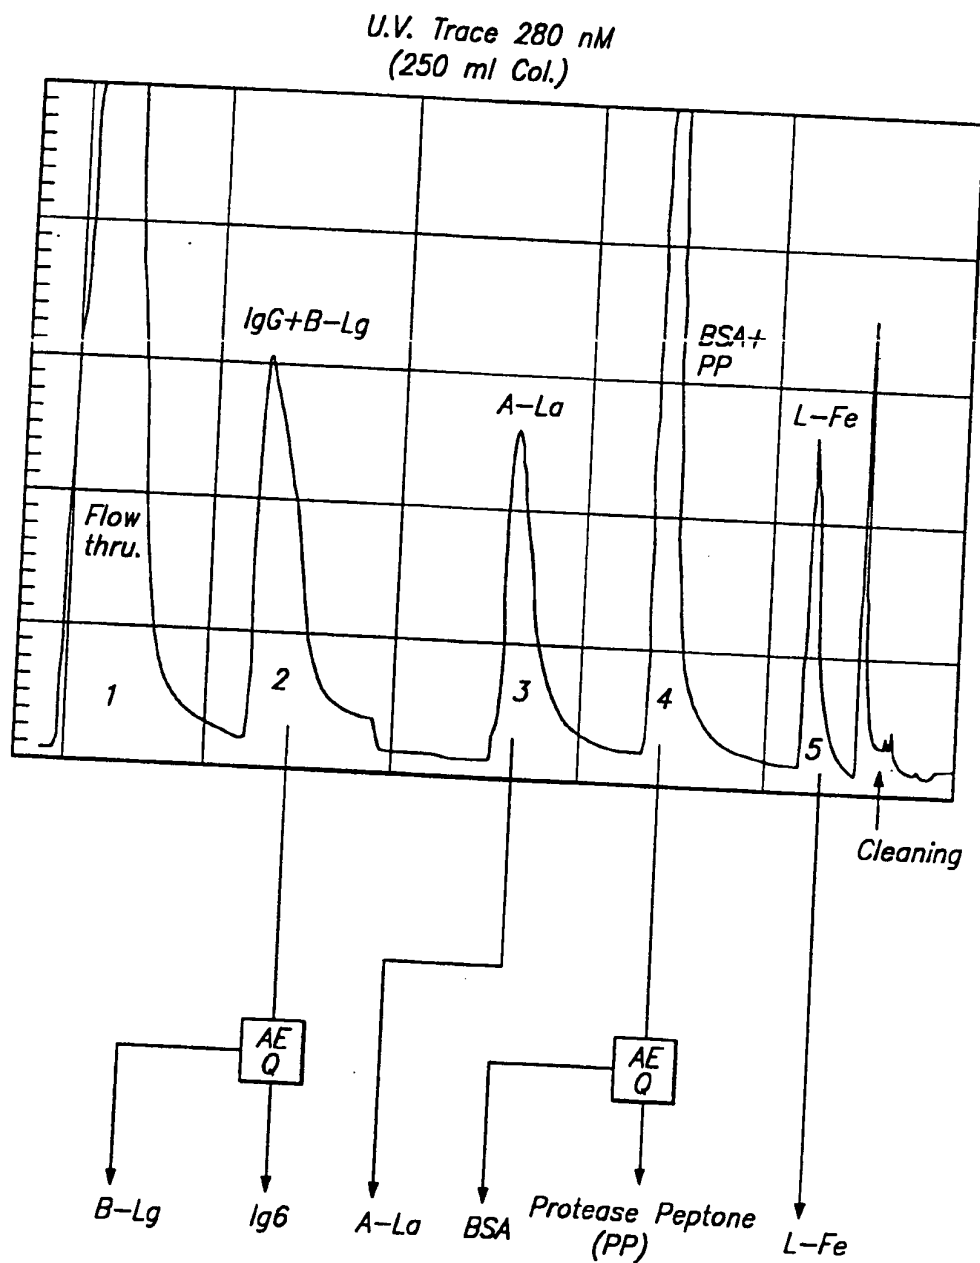 U.V. Trace 280 nM
(250 ml Col.)
IgG+B-Lg
BSA+
PP
A-La
L-Fe
Flow
thru.
1
2
3
4
5
Cleaning
AE
Q
AE
Q
B-Lg
Ig6
A-La
BSA
Protease Peptone
(PP)
L-Fe